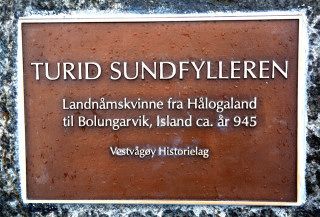 TURID SUNDFYLLEREN
Landnåmskvinne fra Hålogaland
til Bolungarvik, Island ca. år 945
Vestvågøy Historielag